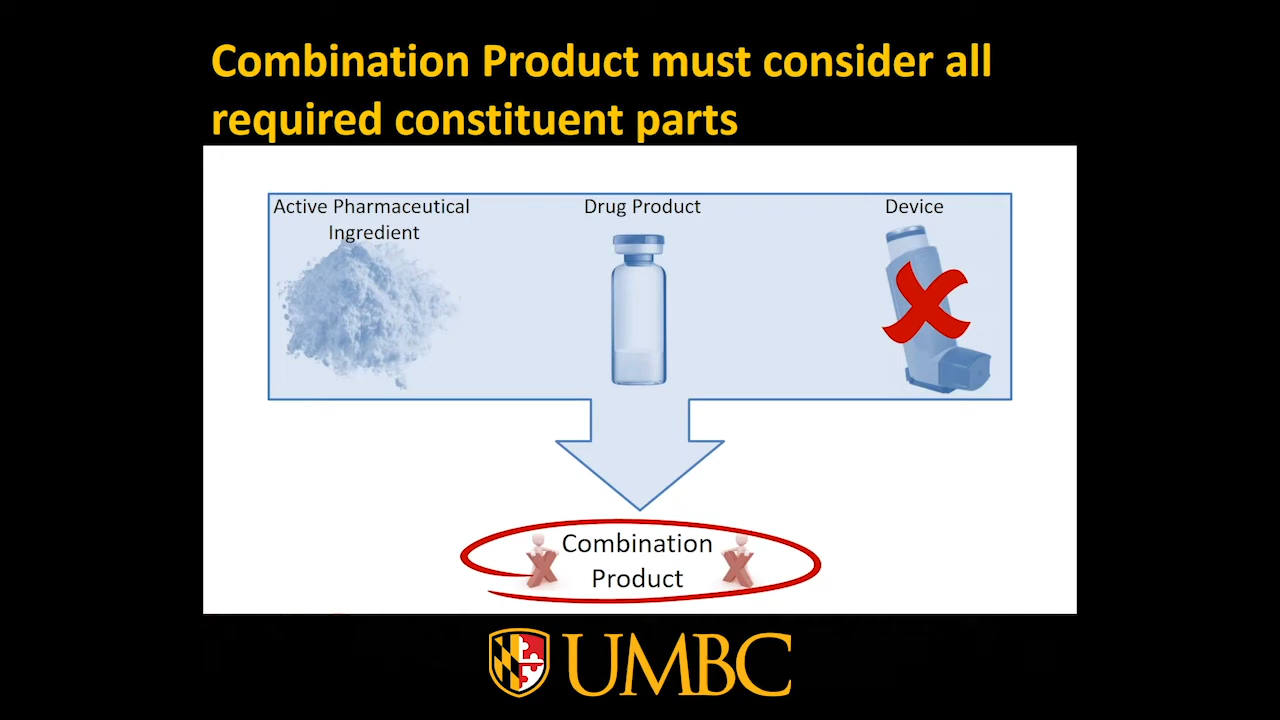 Combination Product must consider all
required constituent parts
Active Pharmaceutical
Ingredient
Drug Product
Device
Combination
Product
UMBC